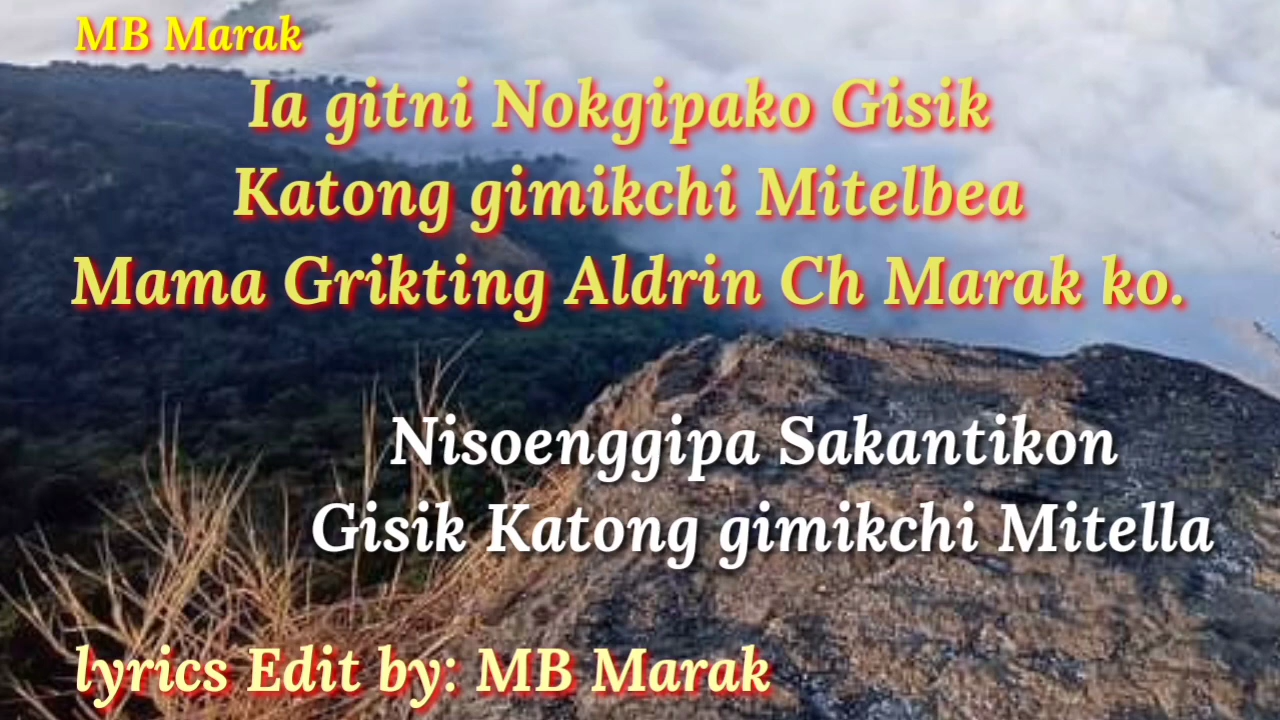 MB Marak
Ia gitni Nokgipako Gisik
Katong gimikchi Mitelbea
Mama Grikting Aldrin Ch Marak ko.
Nisoenggipa Sakantikon
Gisik Katong gimikchi Mitella
lyrics Edit by: MB Marak